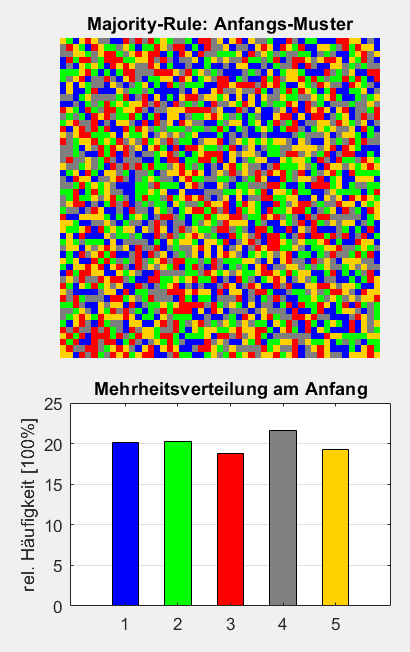 Majority-Rule: Anfangs-Muster
Mehrheitsverteilung am Anfang
rel. Häufigkeit [100%]
25
20
15
10
5
0
1 2 3 4 5